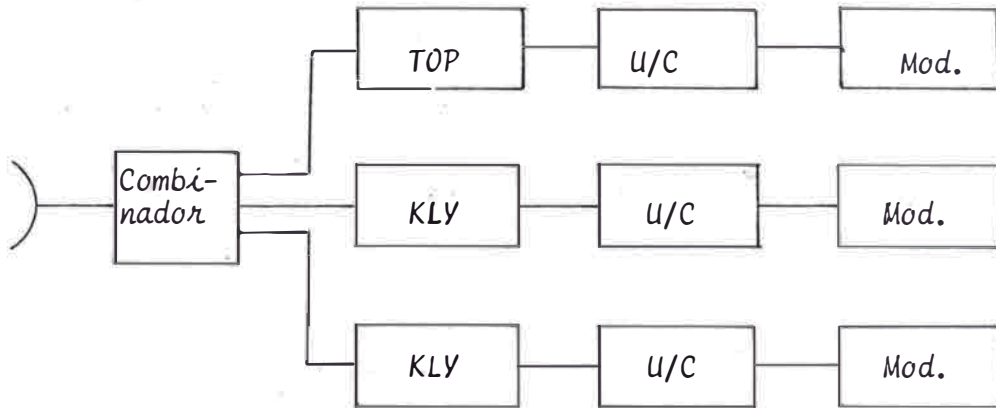 TOP U/C Mod.
Combi-
nador
KLY U/C Mod.
KLY U/C Mod.